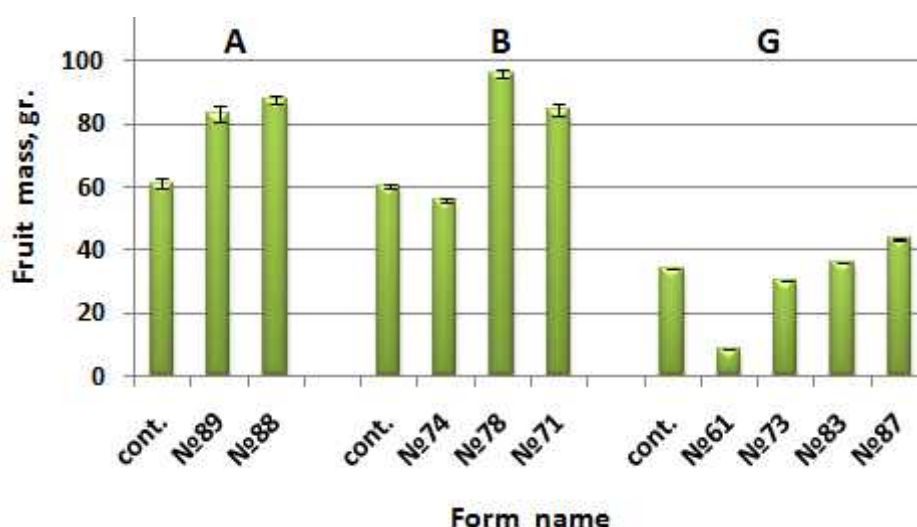 A B G
Fruit mass, gr.
100
80
60
40
20
0
cont. №89 №88 cont. №74 №78 №71 cont. №61 №73 №83 №87
Form name